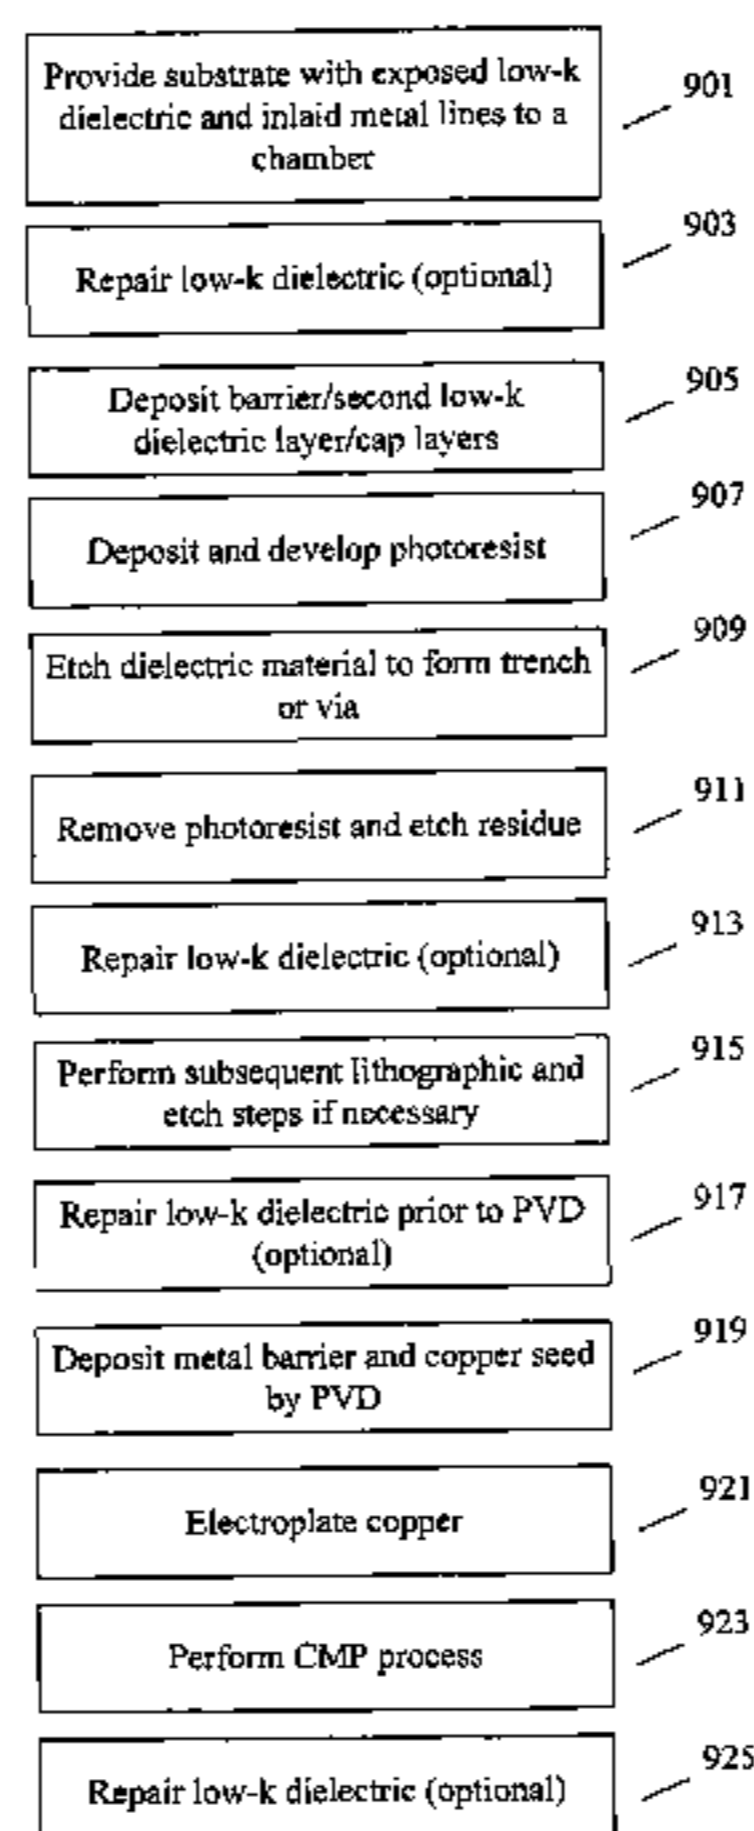 Provide substrate with exposed low-k
dielectric and inlaid metal lines to a
chamber
901
Repair low-k dielectric (optional)
903
Deposit barrier/second low-k
dielectric layer/cap layers
905
Deposit and develop photoresist
907
Etch dielectric material to form trench
or via
909
Remove photoresist and etch residue
911
Repair low-k dielectric (optional)
913
Perform subsequent lithographic and
etch steps if necessary
915
Repair low-k dielectric prior to PVD
(optional)
917
Deposit metal barrier and copper seed
by PVD
919
Electroplate copper
921
Perform CMP process
923
Repair low-k dielectric (optional)
925